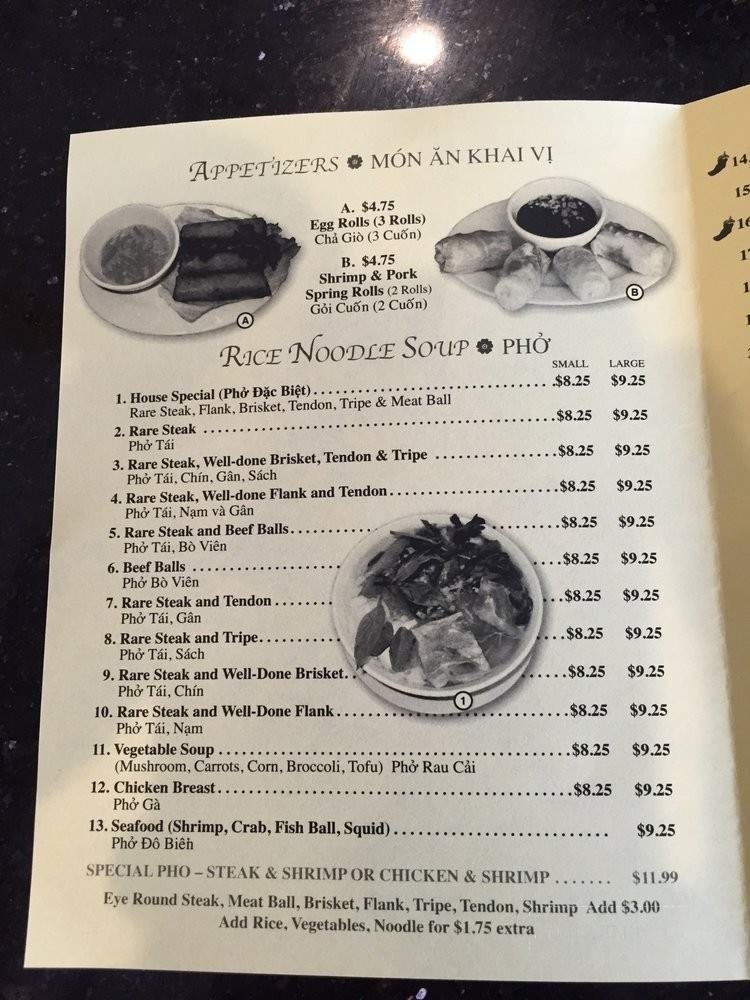 APPETIZERS MÓN ĂN KHAI VỊ
A. $4.75
Egg Rolls (3 Rolls)
Chả Giò (3 Cuốn)
B. $4.75
Shrimp & Pork
Spring Rolls (2 Rolls)
Gỏi Cuốn (2 Cuốn)
A
B
RICE NOODLE SOUP PHỞ
SMALL LARGE
1. House Special (Phở Đặc Biệt) $8.25 $9.25
Rare Steak, Flank, Brisket, Tendon, Tripe & Meat Ball
2. Rare Steak $8.25 $9.25
Phở Tái
3. Rare Steak, Well-done Brisket, Tendon & Tripe $8.25 $9.25
Phở Tái, Chín, Gân, Sách
4. Rare Steak, Well-done Flank and Tendon $8.25 $9.25
Phở Tái, Nạm và Gân
5. Rare Steak and Beef Balls $8.25 $9.25
Phở Tái, Bò Viên
6. Beef Balls $8.25 $9.25
Phở Bò Viên
7. Rare Steak and Tendon $8.25 $9.25
Phở Tái, Gân
8. Rare Steak and Tripe $8.25 $9.25
Phở Tái, Sách
9. Rare Steak and Well-Done Brisket $8.25 $9.25
Phở Tái, Chín
1
10. Rare Steak and Well-Done Flank $8.25 $9.25
Phở Tái, Nạm
11. Vegetable Soup $8.25 $9.25
(Mushroom, Carrots, Corn, Broccoli, Tofu) Phở Rau Cải
12. Chicken Breast $8.25 $9.25
Phở Gà
13. Seafood (Shrimp, Crab, Fish Ball, Squid) $9.25
Phở Đồ Biển
SPECIAL PHO – STEAK & SHRIMP OR CHICKEN & SHRIMP $11.99
Eye Round Steak, Meat Ball, Brisket, Flank, Tripe, Tendon, Shrimp Add $3.00
Add Rice, Vegetables, Noodle for $1.75 extra
14.
15
16